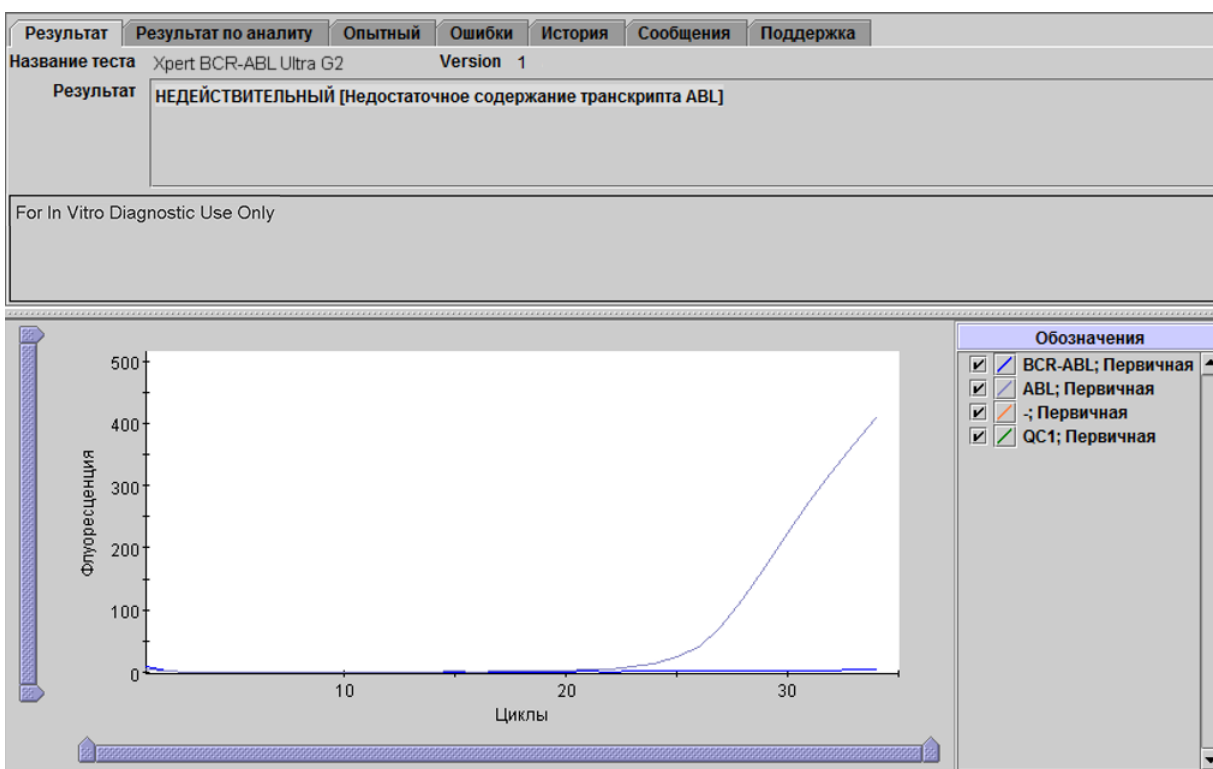 Результат Результат по аналиту Опытный Ошибки История Сообщения Поддержка
Название теста Xpert BCR-ABL Ultra G2 Version 1
Результат НЕДЕЙСТВИТЕЛЬНЫЙ [Недостаточное содержание транскрипта ABL]
For In Vitro Diagnostic Use Only
500
400
300
200
100
0
Флуоресценция
10 20 30
Циклы
Обозначения
BCR-ABL; Первичная
ABL; Первичная
-; Первичная
QC1; Первичная